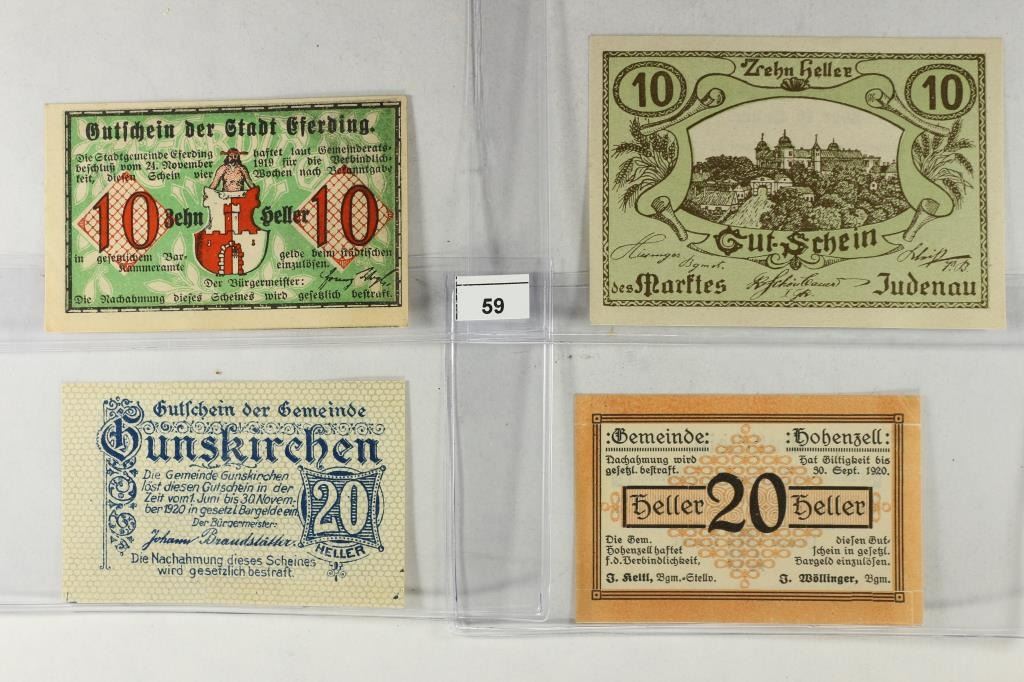 Gutschein der Stadt Eferding.
Die Stadtgemeinde Eferding haftet laut Gemeinderats-
beschluß vom 24. November 1919 für die Verbindlich-
keit, diesen Schein vier Wochen nach Bekanntgabe
10 Zehn Heller 10
in gesetzlichem Bar- gelde beim städtischen
Kammeramte einzulösen.
Der Bürgermeister:
Die Nachahmung dieses Scheines wird gesetzlich bestraft.
Zehn Heller
10 10
Gut-Schein
des Marktes Judenau
59
Gutschein der Gemeinde
Gunskirchen
Die Gemeinde Gunskirchen
löst diesen Gutschein in der
Zeit vom 1. Juni bis 30 Novem-
ber 1920 in gesetzl. Bargelde ein.
Der Bürgermeister:
Johann Brandstätter
20
HELLER
Die Nachahmung dieses Scheines
wird gesetzlich bestraft.
:Gemeinde: :Hohenzell:
Nachahmung wird Hat Giltigkeit bis
gesetzl. bestraft. 30. Sept. 1920.
Heller 20 Heller
Die Gem. diesen Gut-
Hohenzell haftet schein in gesetzl.
f. d. Verbindlichkeit, Bargeld einzulösen.
J. Keitl, Bgm.-Stellv. J. Wöllinger, Bgm.